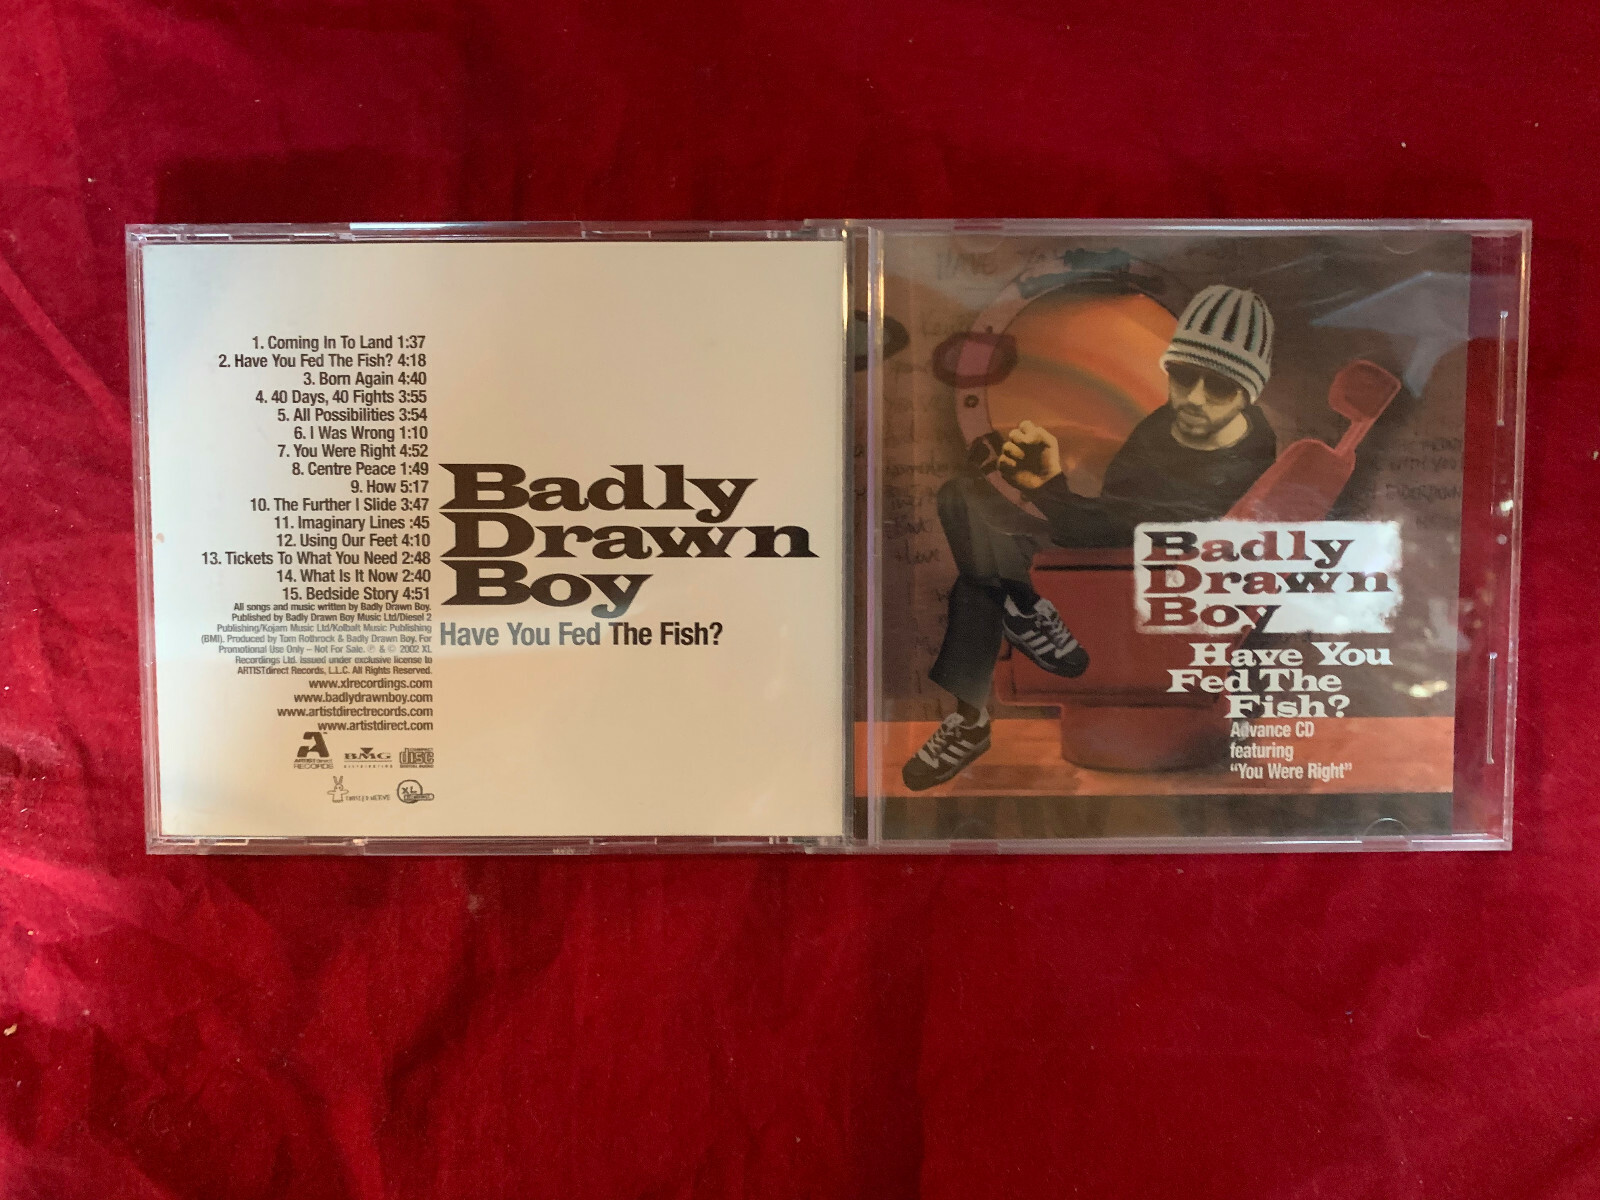 1. Coming In To Land 1:37
2. Have You Fed The Fish? 4:18
3. Born Again 4:40
4. 40 Days, 40 Fights 3:55
5. All Possibilities 3:54
6. I Was Wrong 1:10
7. You Were Right 4:52
8. Centre Peace 1:49
9. How 5:17
10. The Further I Slide 3:47
11. Imaginary Lines :45
12. Using Our Feet 4:10
13. Tickets To What You Need 2:48
14. What Is It Now 2:40
15. Bedside Story 4:51
All songs and music written by Badly Drawn Boy.
Published by Badly Drawn Boy Music Ltd/Diesel 2
Publishing/Kojam Music Ltd/Kolbalt Music Publishing
(BMI). Produced by Tom Rothrock & Badly Drawn Boy. For
Promotional Use Only – Not For Sale. ℗ & © 2002 XL
Recordings Ltd. Issued under exclusive license to
ARTISTdirect Records, L.L.C. All Rights Reserved.
www.xlrecordings.com
www.badlydrawnboy.com
www.artistdirectrecords.com
www.artistdirect.com
ARTISTdirect
RECORDS
BMG
DISTRIBUTION
COMPACT
disc
DIGITAL AUDIO
XL
Badly
Drawn
Boy
Have You Fed The Fish?
Badly
Drawn
Boy
Have You
Fed The
Fish?
Advance CD
featuring
“You Were Right”